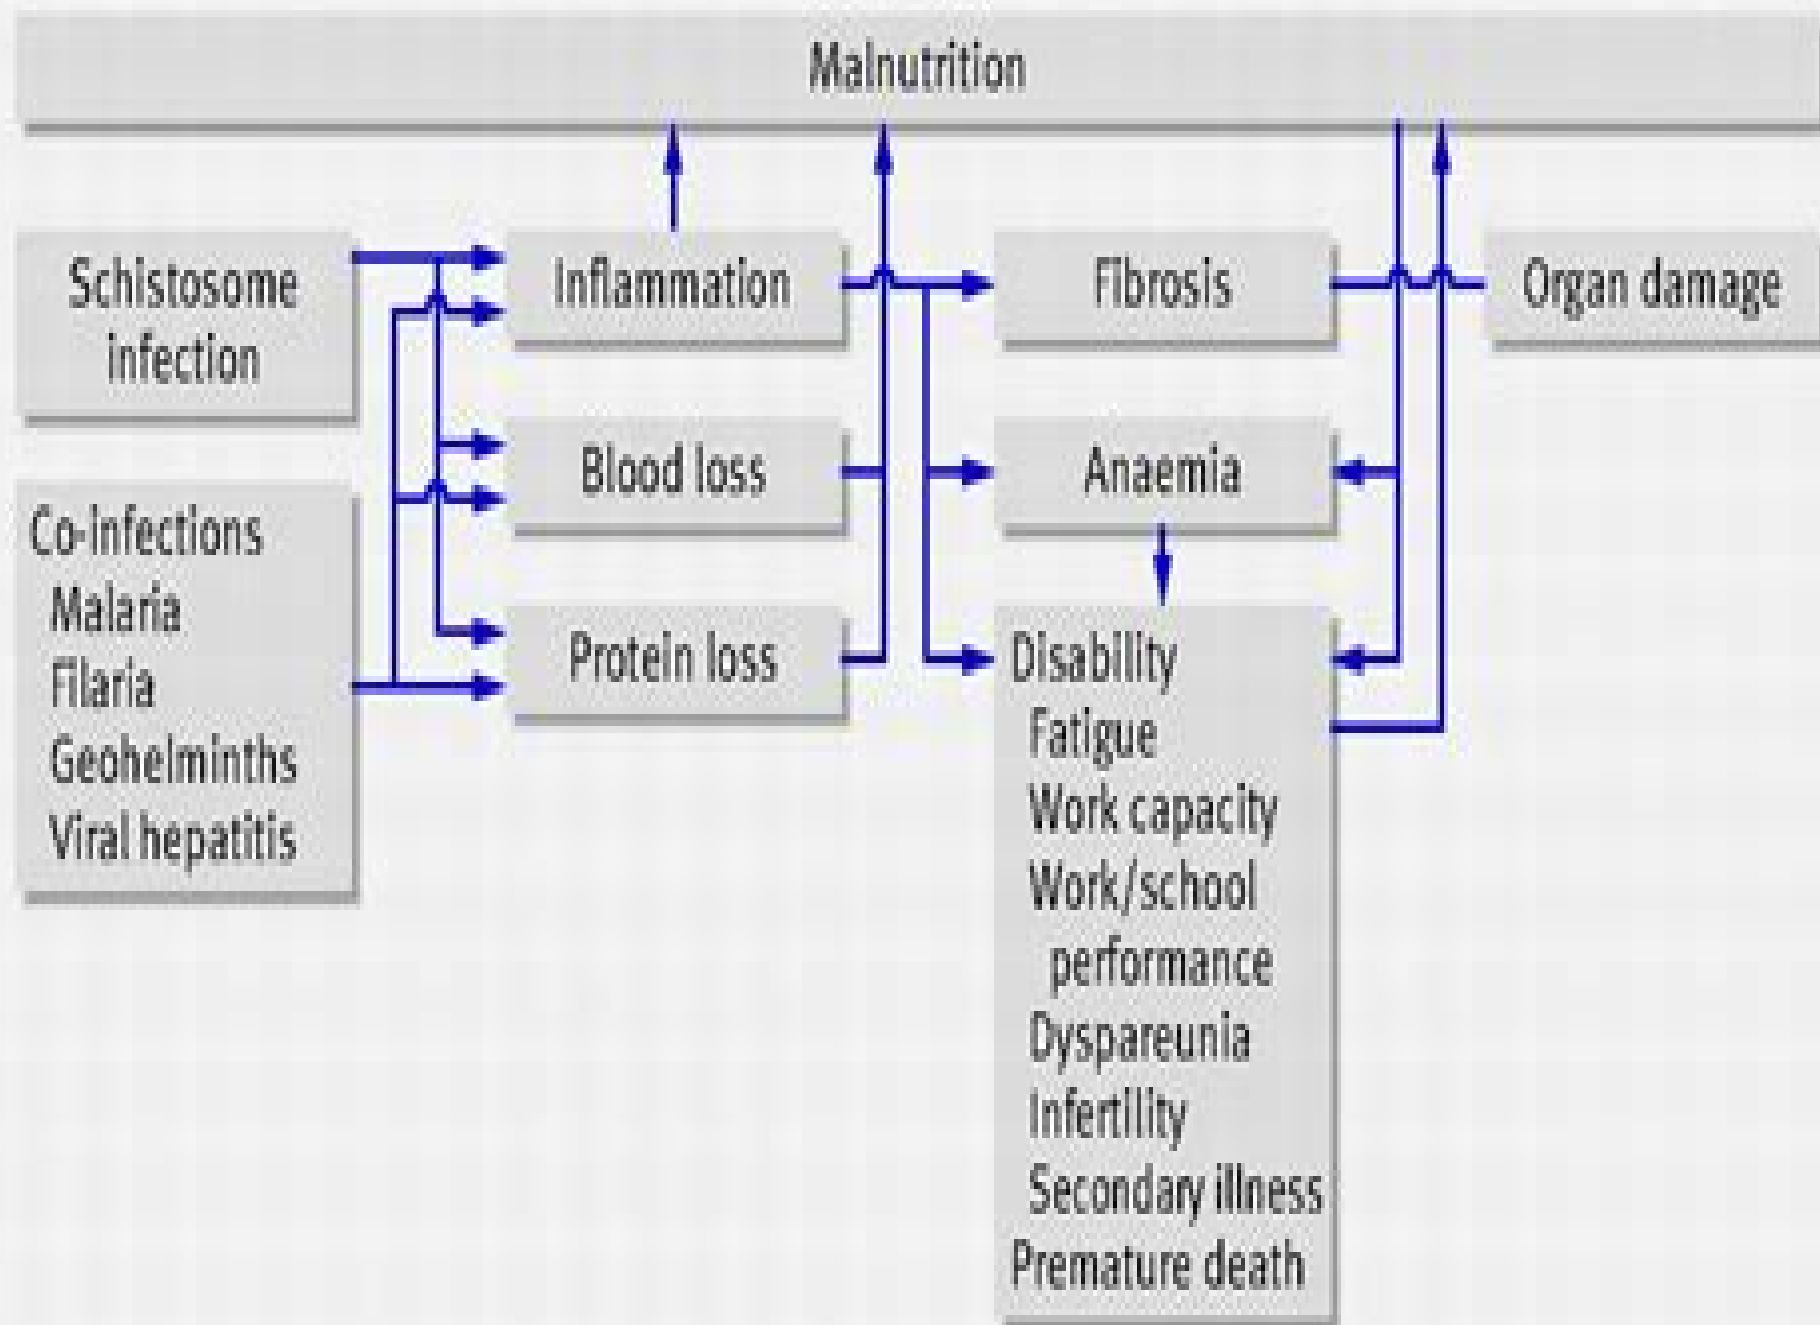 Malnutrition
Schistosome
infection
Inflammation
Fibrosis
Organ damage
Blood loss
Anaemia
Co-infections
Malaria
Filaria
Geohelminths
Viral hepatitis
Protein loss
Disability
Fatigue
Work capacity
Work/school
performance
Dyspareunia
Infertility
Secondary illness
Premature death